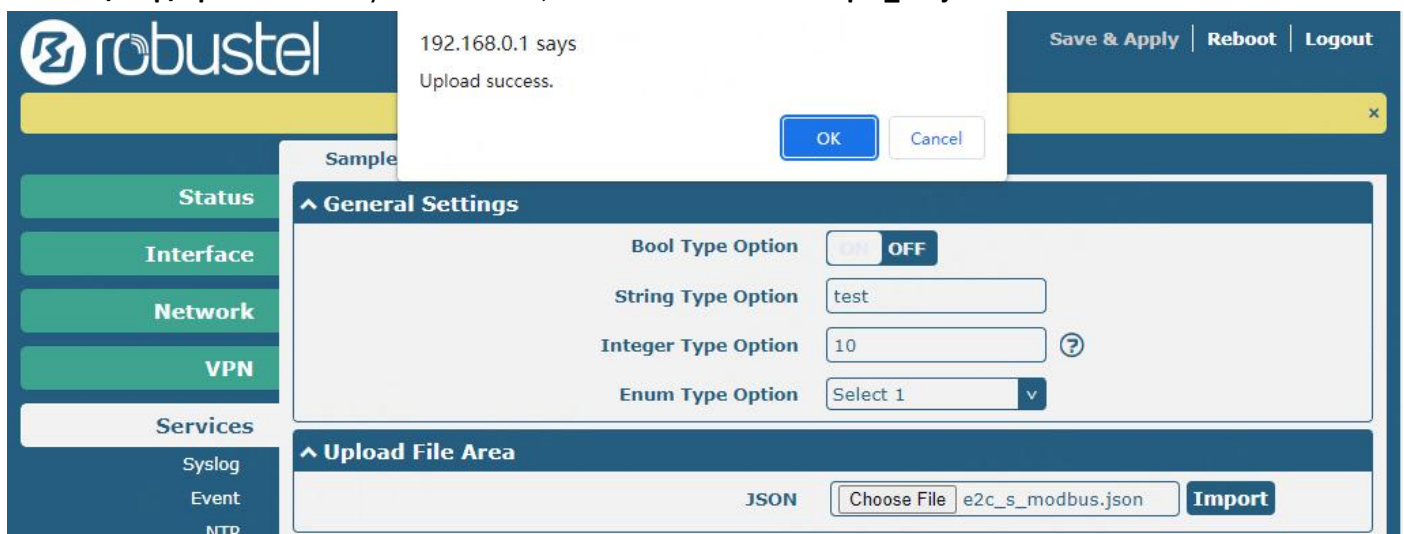 robustel
192.168.0.1 says
Upload success.
OK
Cancel
Save & Apply | Reboot | Logout
×
Sample
Status
Interface
Network
VPN
Services
Syslog
Event
NTP
^ General Settings
Bool Type Option ON OFF
String Type Option test
Integer Type Option 10 ?
Enum Type Option Select 1 v
^ Upload File Area
JSON Choose File e2c_s_modbus.json Import